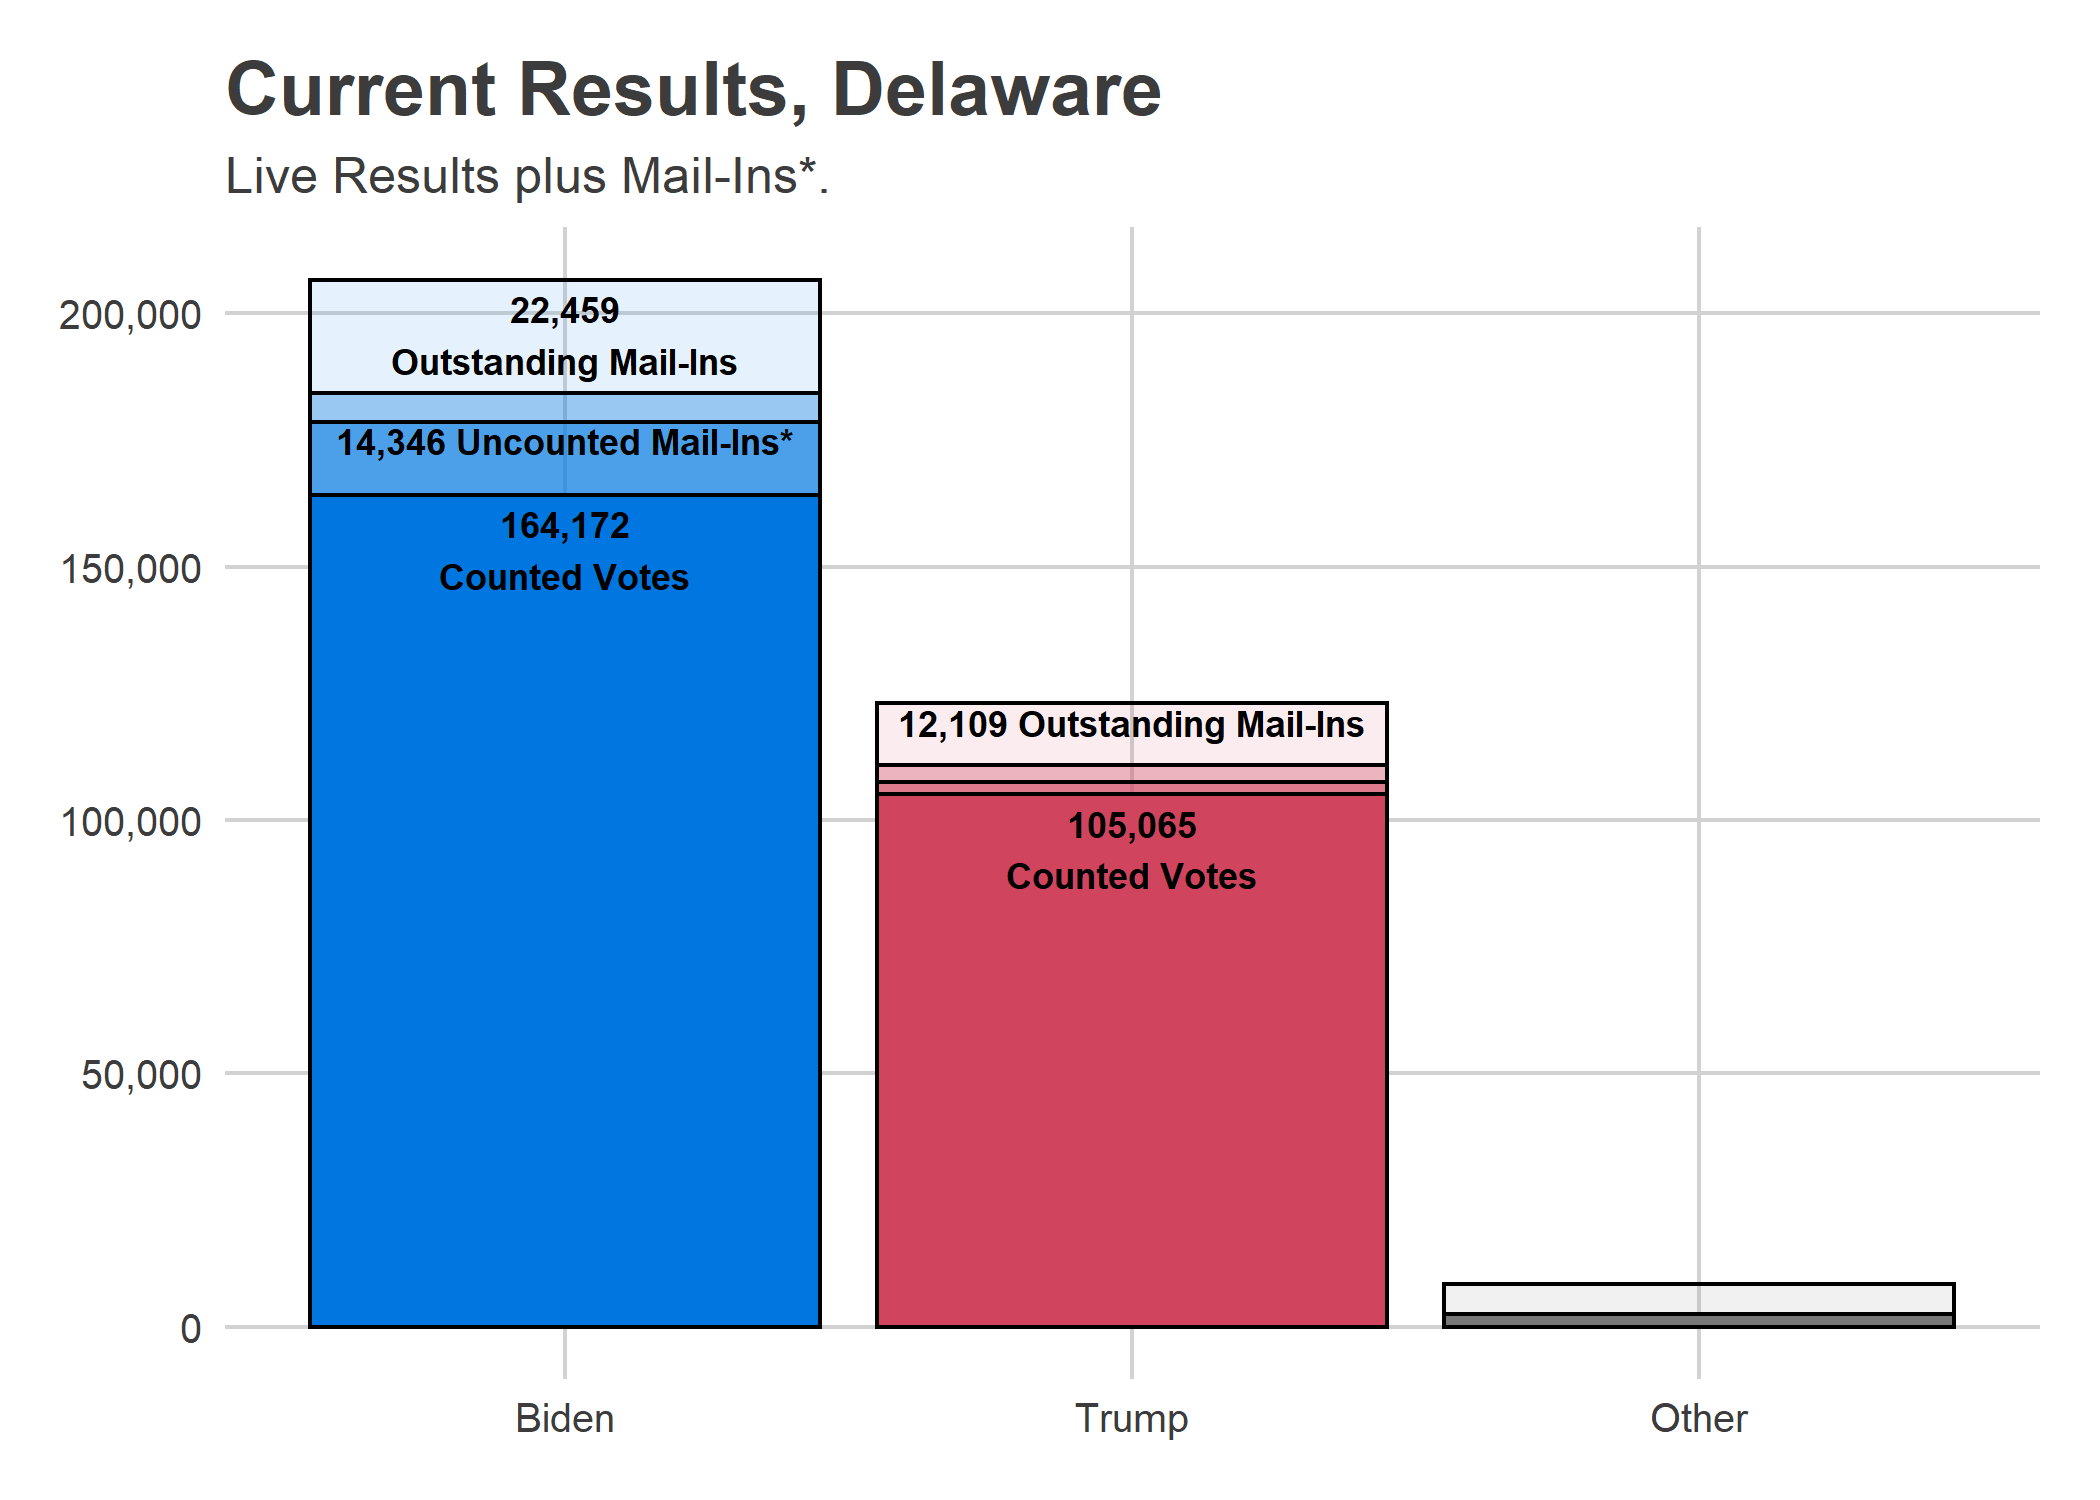 Current Results, Delaware
Live Results plus Mail-Ins*.
200,000
150,000
100,000
50,000
0
22,459
Outstanding Mail-Ins
14,346 Uncounted Mail-Ins*
164,172
Counted Votes
12,109 Outstanding Mail-Ins
105,065
Counted Votes
Biden
Trump
Other